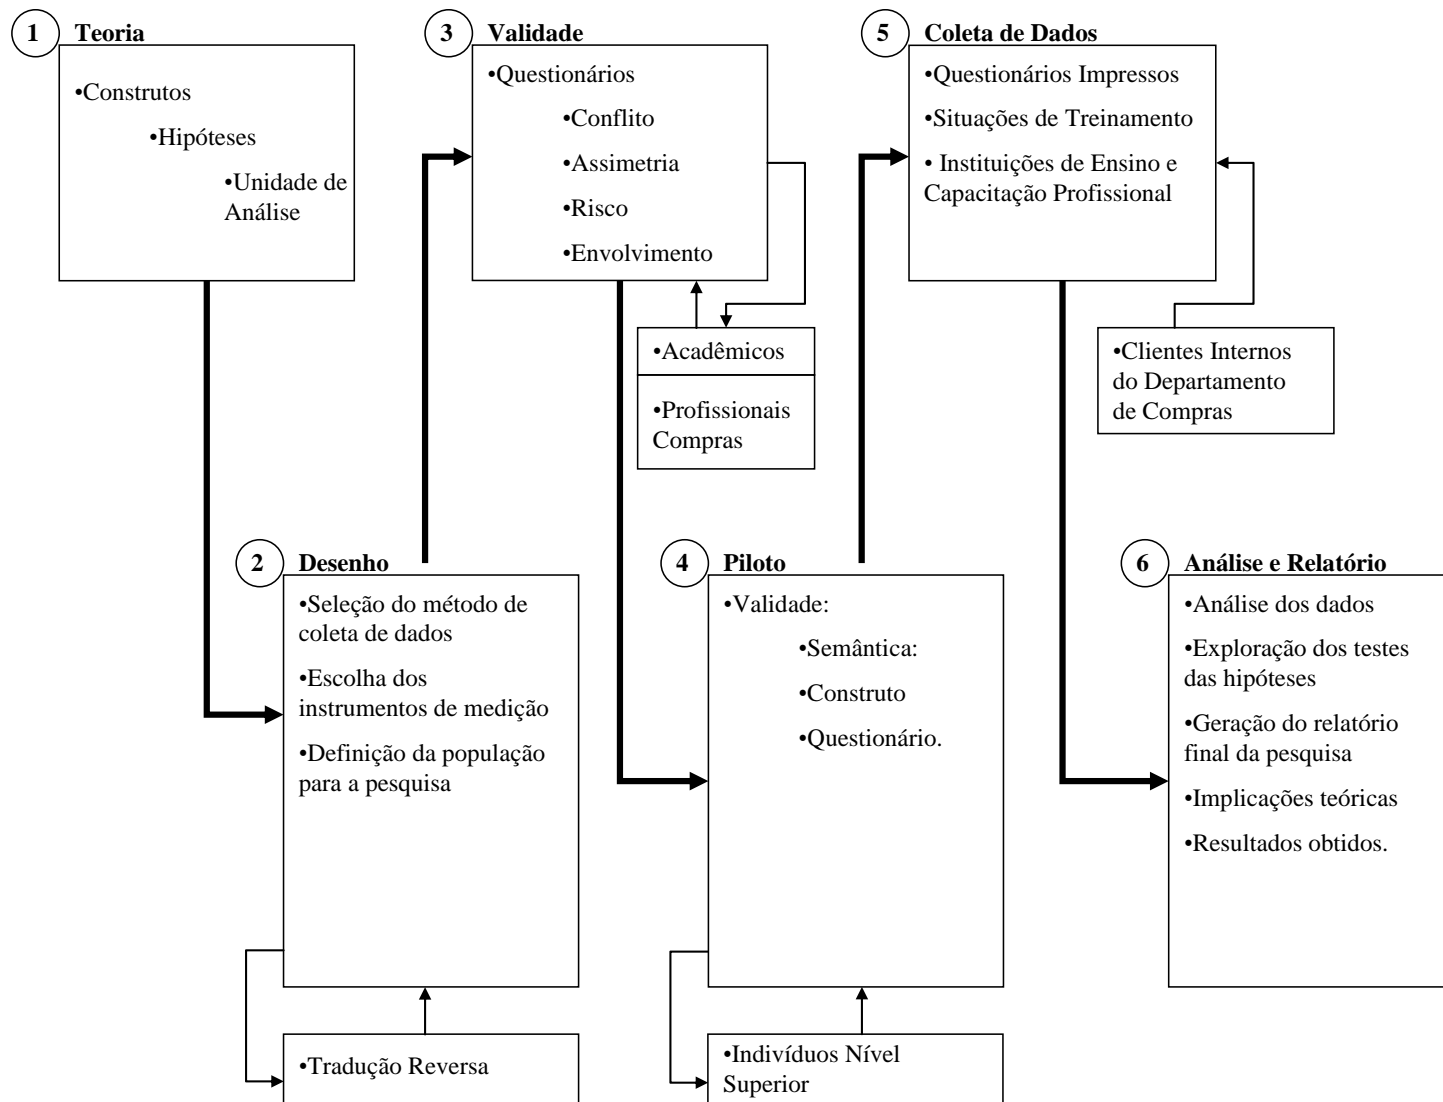 1 Teoria
•Construtos
•Hipóteses
•Unidade de
Análise
2 Desenho
•Seleção do método de
coleta de dados
•Escolha dos
instrumentos de medição
•Definição da população
para a pesquisa
•Tradução Reversa
3 Validade
•Questionários
•Conflito
•Assimetria
•Risco
•Envolvimento
•Acadêmicos
•Profissionais
Compras
4 Piloto
•Validade:
•Semântica:
•Construto
•Questionário.
•Indivíduos Nível
Superior
5 Coleta de Dados
•Questionários Impressos
•Situações de Treinamento
• Instituições de Ensino e
Capacitação Profissional
•Clientes Internos
do Departamento
de Compras
6 Análise e Relatório
•Análise dos dados
•Exploração dos testes
das hipóteses
•Geração do relatório
final da pesquisa
•Implicações teóricas
•Resultados obtidos.